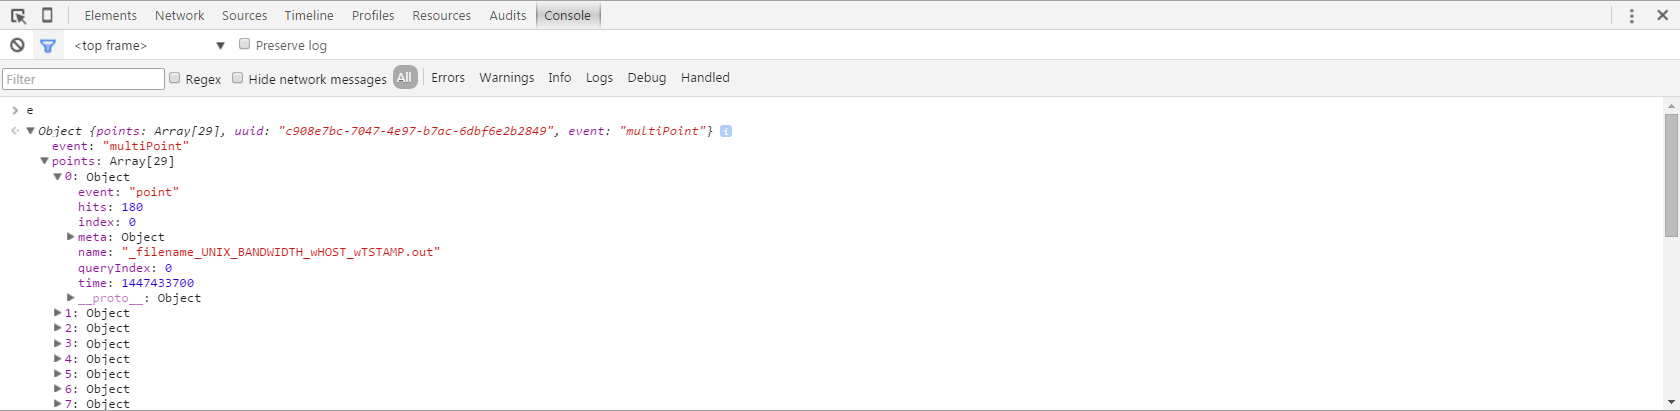 Elements Network Sources Timeline Profiles Resources Audits Console
<top frame> Preserve log
Filter Regex Hide network messages All Errors Warnings Info Logs Debug Handled
e
Object {points: Array[29], uuid: "c908e7bc-7047-4e97-b7ac-6dbf6e2b2849", event: "multiPoint"} i
event: "multiPoint"
points: Array[29]
0: Object
event: "point"
hits: 180
index: 0
meta: Object
name: "_filename_UNIX_BANDWIDTH_wHOST_wTSTAMP.out"
queryIndex: 0
time: 1447433700
__proto__: Object
1: Object
2: Object
3: Object
4: Object
5: Object
6: Object
7: Object